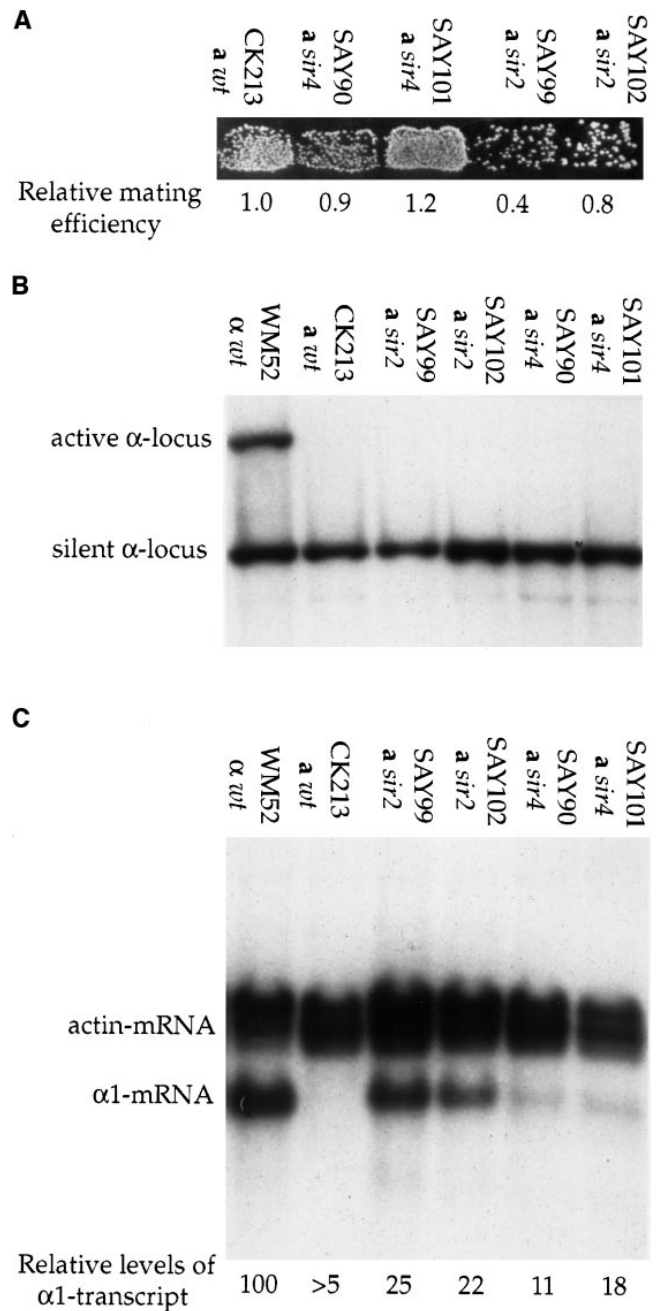 A
CK213
a wt
SAY90
a sir4
SAY101
a sir4
SAY99
a sir2
SAY102
a sir2
Relative mating
efficiency
1.0 0.9 1.2 0.4 0.8
B
WM52
α wt
CK213
a wt
SAY99
a sir2
SAY102
a sir2
SAY90
a sir4
SAY101
a sir4
active α-locus
silent α-locus
C
WM52
α wt
CK213
a wt
SAY99
a sir2
SAY102
a sir2
SAY90
a sir4
SAY101
a sir4
actin-mRNA
α1-mRNA
Relative levels of
α1-transcript
100 >5 25 22 11 18